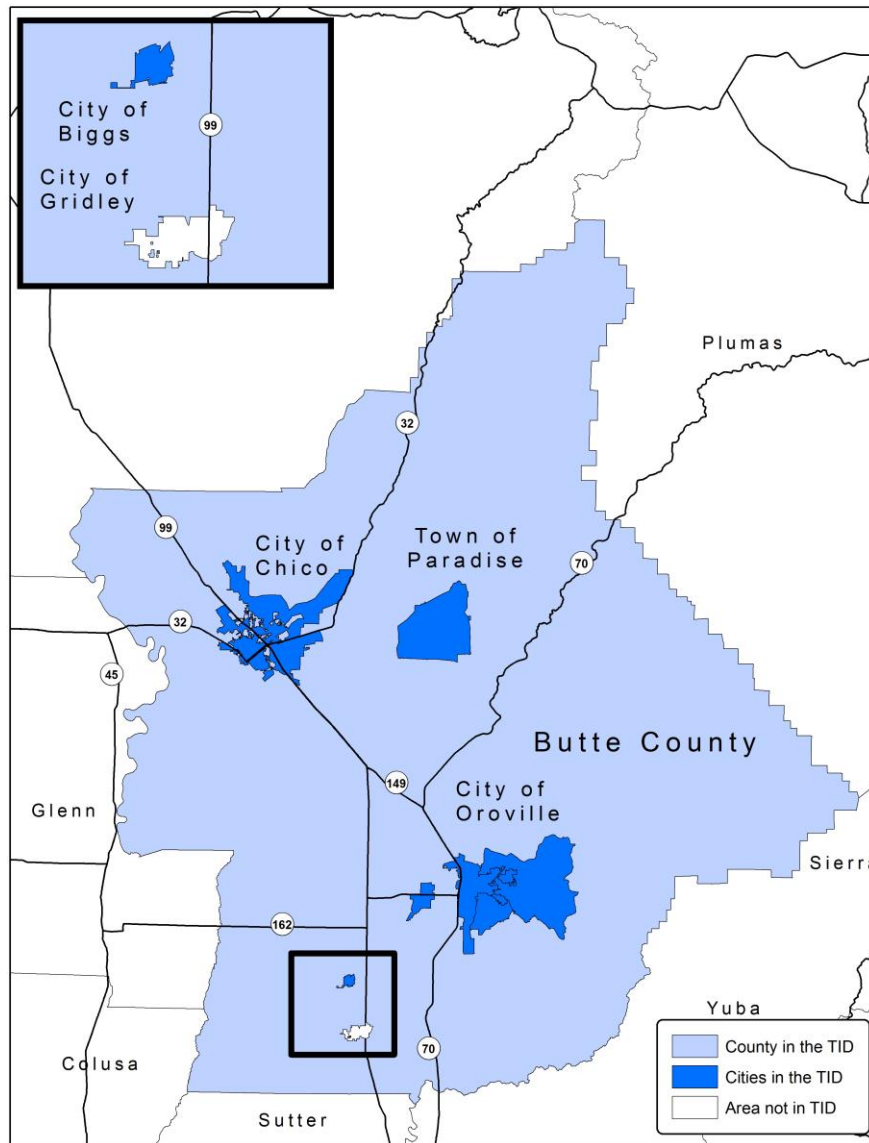 City of
Biggs
99
City of
Gridley
Plumas
32
99
City of
Chico
Town of
Paradise
70
32
45
Butte County
149
City of
Oroville
Glenn
Sierra
162
Yuba
70
Colusa
Sutter
County in the TID
Cities in the TID
Area not in TID